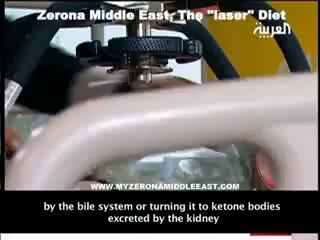 Zerona Middle East, The "laser" Diet
العربية
WWW.MYZERONAMIDDLEEAST.COM
by the bile system or turning it to ketone bodies
excreted by the kidney